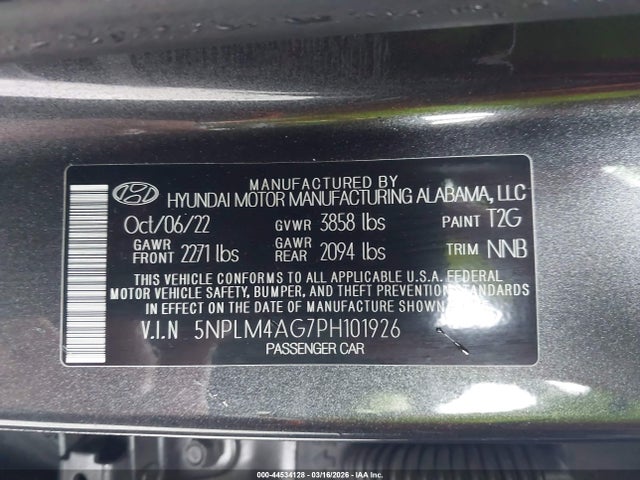 MANUFACTURED BY
HYUNDAI MOTOR MANUFACTURING ALABAMA, LLC
Oct/06/22 GVWR 3858 lbs PAINT T2G
GAWR FRONT 2271 lbs GAWR REAR 2094 lbs TRIM NNB
THIS VEHICLE CONFORMS TO ALL APPLICABLE U.S.A. FEDERAL
MOTOR VEHICLE SAFETY, BUMPER, AND THEFT PREVENTION STANDARDS
IN EFFECT ON THE DATE OF MANUFACTURE SHOWN ABOVE.
V.I.N 5NPLM4AG7PH101926
PASSENGER CAR
000-44534128 - 03/16/2026 - IAA Inc.